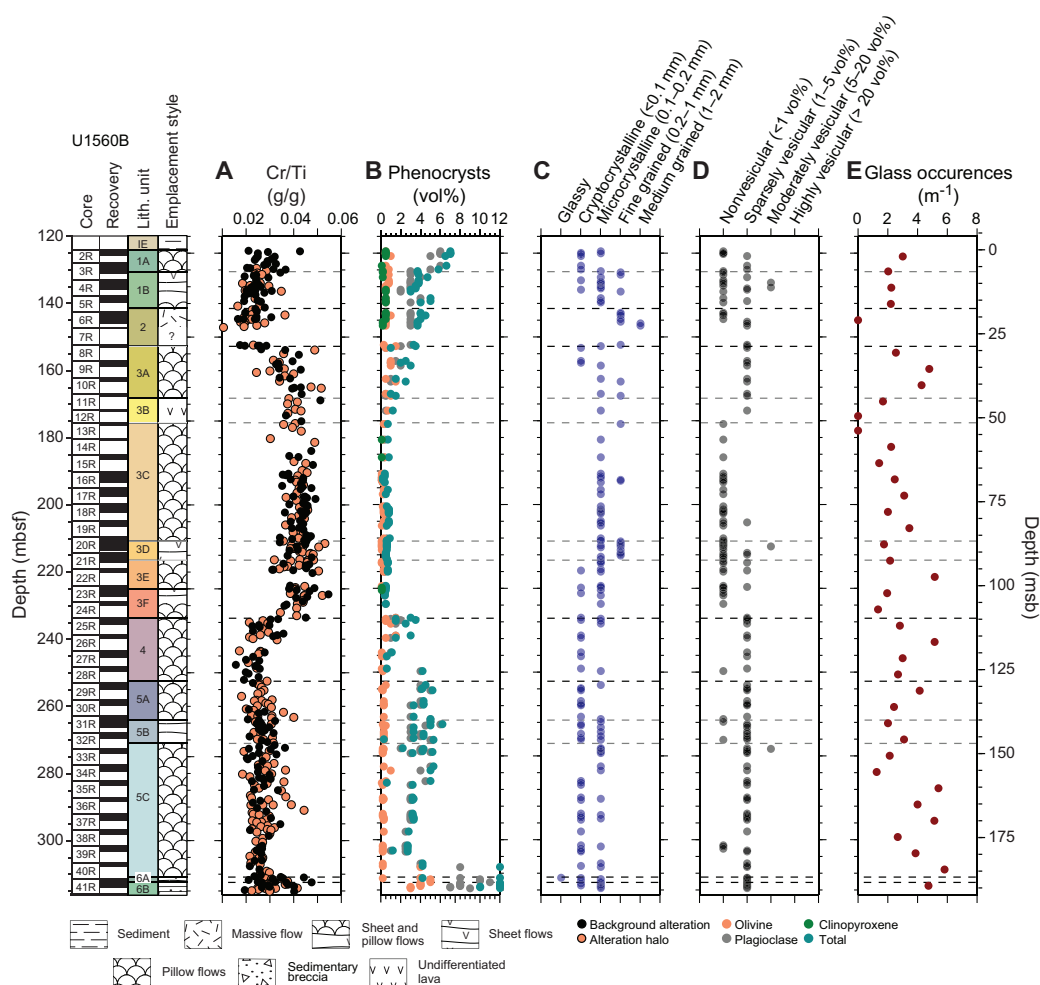 U1560B
Core
Recovery
Lith. unit
Emplacement style
A
Cr/Ti
(g/g)
0.02 0.04 0.06
B
Phenocrysts
(vol%)
0 2 4 6 8 10 12
C
Glassy
Cryptocrystalline (<0.1 mm)
Microcrystalline (0.1–0.2 mm)
Fine grained (0.2–1 mm)
Medium grained (1–2 mm)
D
Nonvesicular (<1 vol%)
Sparsely vesicular (1–5 vol%)
Moderately vesicular (5–20 vol%)
Highly vesicular (> 20 vol%)
E
Glass occurences
(m-1)
0 2 4 6 8
Depth (mbsf)
120
140
160
180
200
220
240
260
280
300
2R
3R
4R
5R
6R
7R
8R
9R
10R
11R
12R
13R
14R
15R
16R
17R
18R
19R
20R
21R
22R
23R
24R
25R
26R
27R
28R
29R
30R
31R
32R
33R
34R
35R
36R
37R
38R
39R
40R
41R
IE
1A
1B
2
3A
3B
3C
3D
3E
3F
4
5A
5B
5C
6A
6B
?
Depth (msb)
0
25
50
75
100
125
150
175
Sediment
Massive flow
Sheet and
pillow flows
Sheet flows
Pillow flows
Sedimentary
breccia
Undifferentiated
lava
Background alteration
Alteration halo
Olivine
Plagioclase
Clinopyroxene
Total